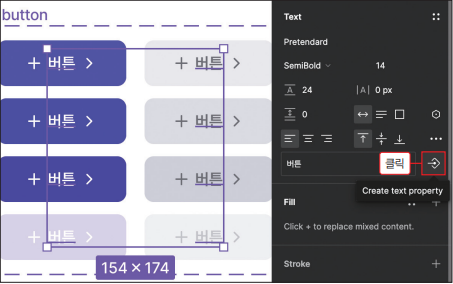 button
+ 버튼 >
+ 버튼 >
+ 버튼 >
+ 버튼 >
+ 버튼 >
+ 버튼 >
+ 버튼 >
+ 버튼 >
154 × 174
Text
Pretendard
SemiBold
14
A 24
|A| 0 px
0
버튼
클릭
Create text property
Fill
Click + to replace mixed content.
Stroke